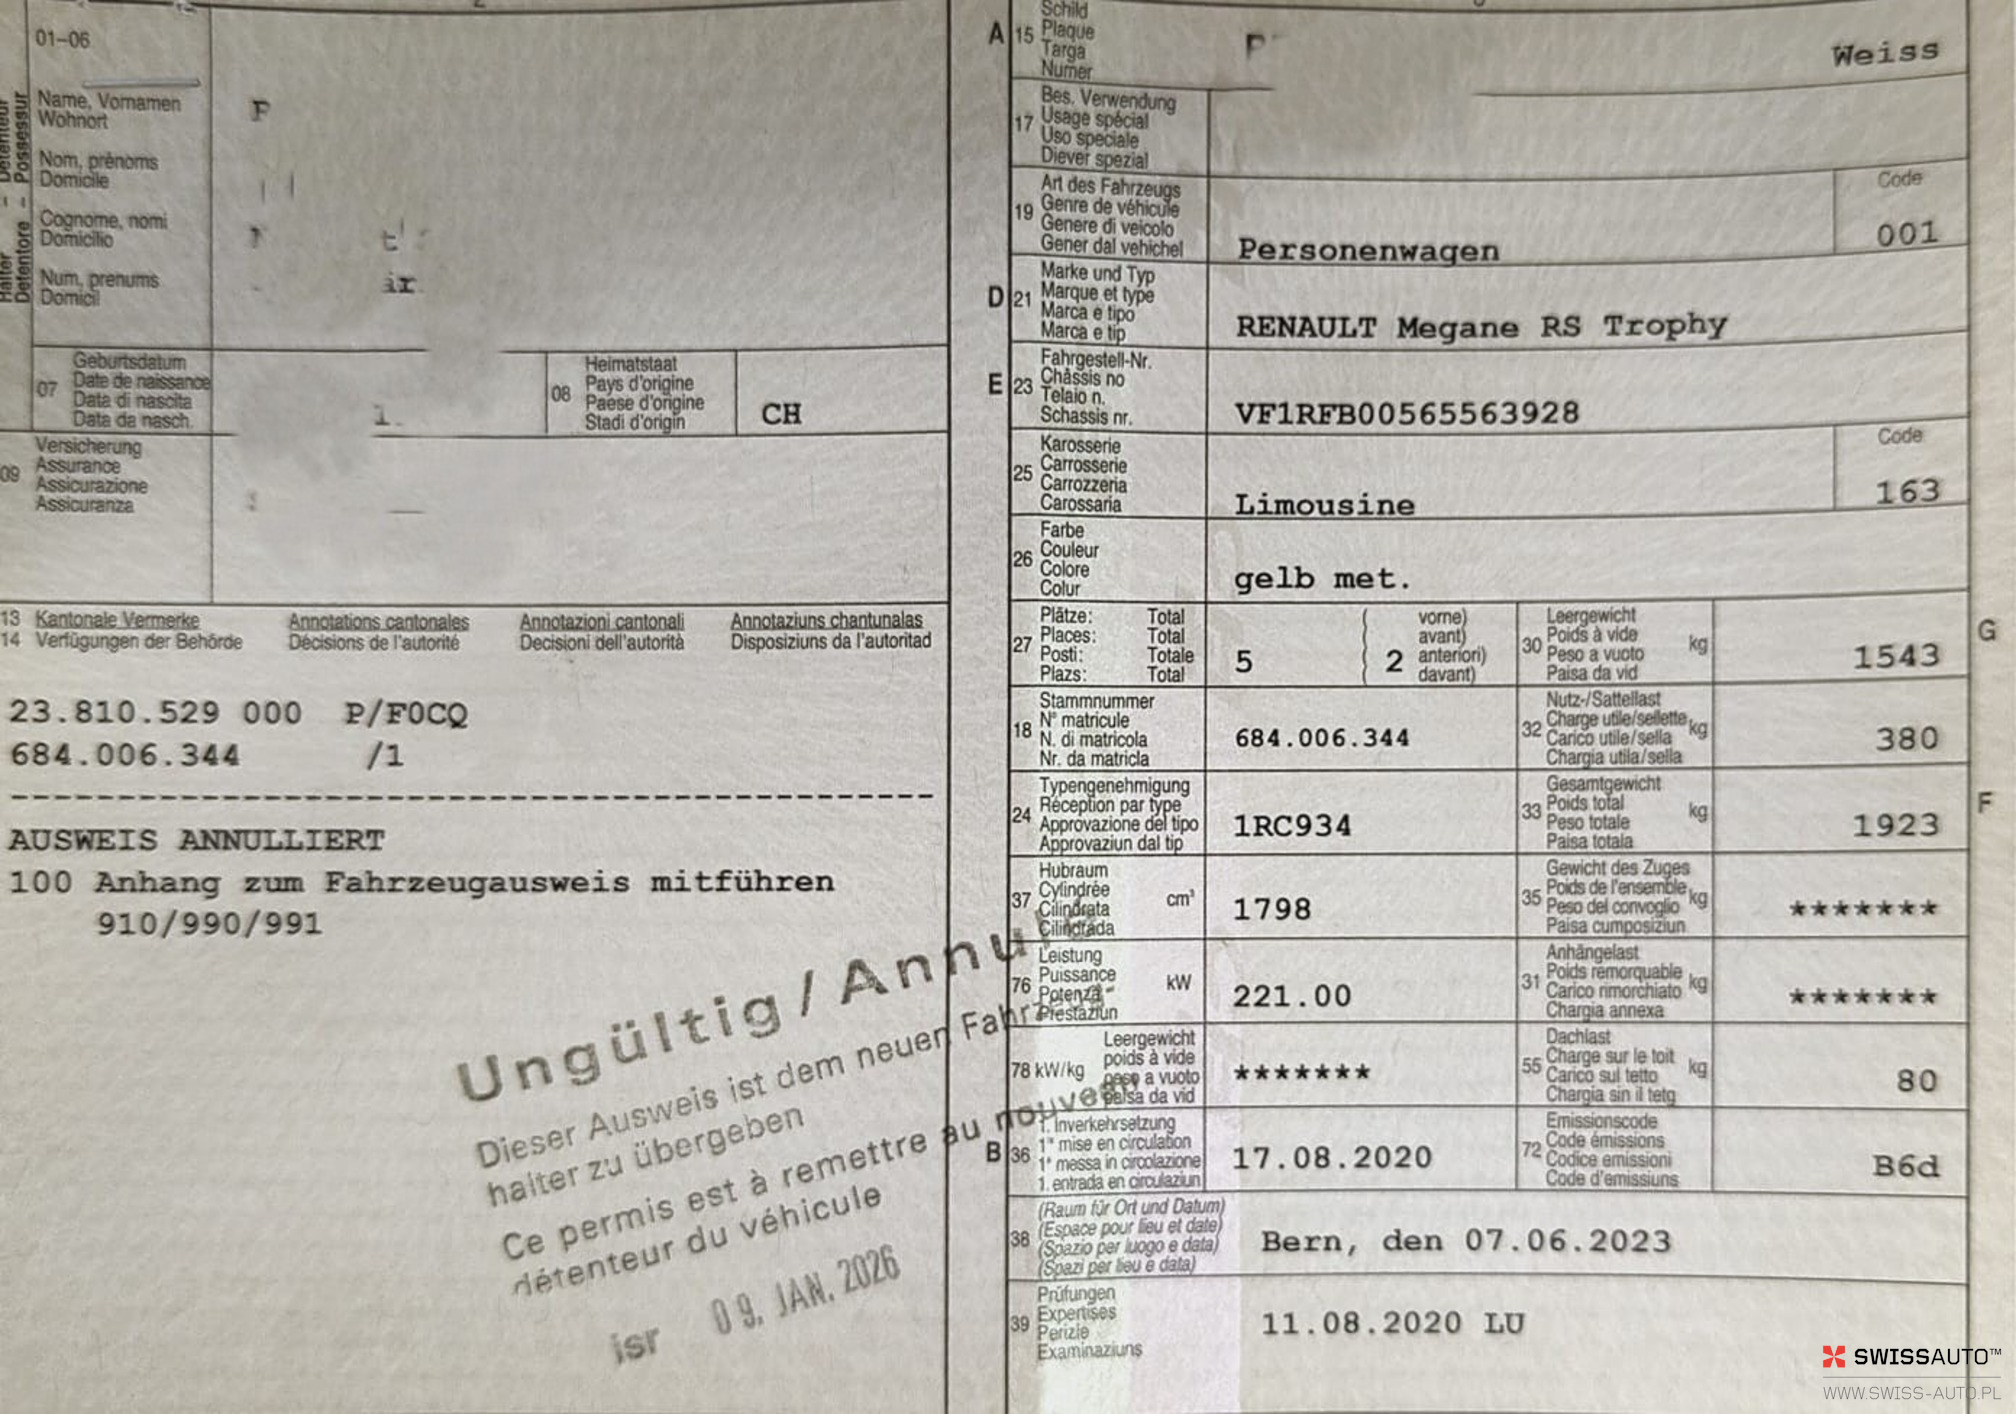 01-06
Name, Vornamen
Wohnort
Nom, prénoms
Domicile
Cognome, nomi
Domicilio
Num, prenums
Domicil
Détenteur
Possessur
Halter
Detentore
07 Geburtsdatum
Date de naissance
Data di nascita
Data da nasch.
08 Heimatstaat
Pays d'origine
Paese d'origine
Stadi d'origin
CH
09 Versicherung
Assurance
Assicurazione
Assicuranza
13 Kantonale Vermerke Annotations cantonales Annotazioni cantonali Annotaziuns chantunalas
14 Verfügungen der Behörde Décisions de l'autorité Decisioni dell'autorità Disposiziuns da l'autoritad
23.810.529 000 P/F0CQ
684.006.344 /1
AUSWEIS ANNULLIERT
100 Anhang zum Fahrzeugausweis mitführen
910/990/991
Ungültig / Annu
Dieser Ausweis ist dem neuen Fahr
halter zu übergeben
Ce permis est à remettre au nouveau
détenteur du véhicule
isr 09. JAN. 2026
A 15 Schild
Plaque
Targa
Numer
Weiss
17 Bes. Verwendung
Usage spécial
Uso speciale
Diever spezial
19 Art des Fahrzeugs
Genre de véhicule
Genere di veicolo
Gener dal vehichel
Personenwagen
Code
001
D 21 Marke und Typ
Marque et type
Marca e tipo
Marca e tip
RENAULT Megane RS Trophy
E 23 Fahrgestell-Nr.
Châssis no
Telaio n.
Schassis nr.
VF1RFB00565563928
25 Karosserie
Carrosserie
Carrozzeria
Carossaria
Limousine
Code
163
26 Farbe
Couleur
Colore
Colur
gelb met.
27 Plätze: Total
Places: Total
Posti: Totale
Plazs: Total
5
( vorne)
avant)
2 anteriori)
davant)
30 Leergewicht
Poids à vide
Peso a vuoto
Paisa da vid
kg
1543
G
18 Stammnummer
N° matricule
N. di matricola
Nr. da matricla
684.006.344
32 Nutz-/Sattellast
Charge utile/sellette
Carico utile/sella
Chargia utila/sella
kg
380
24 Typengenehmigung
Réception par type
Approvazione del tipo
Approvaziun dal tip
1RC934
33 Gesamtgewicht
Poids total
Peso totale
Paisa totala
kg
1923
F
37 Hubraum
Cylindrée
Cilindrata
Cilindrada
cm³
1798
35 Gewicht des Zuges
Poids de l'ensemble
Peso del convoglio
Paisa cumposiziun
kg
*******
76 Leistung
Puissance
Potenza
Prestaziun
kW
221.00
31 Anhängelast
Poids remorquable
Carico rimorchiato
Chargia annexa
kg
*******
78 kW/kg Leergewicht
poids à vide
peso a vuoto
paisa da vid
*******
55 Dachlast
Charge sur le toit
Carico sul tetto
Chargia sin il tetg
kg
80
B 36 1. Inverkehrsetzung
1re mise en circulation
1a messa in circolazione
1. entrada en circulaziun
17.08.2020
72 Emissionscode
Code émissions
Codice emissioni
Code d'emissiuns
B6d
38 (Raum für Ort und Datum)
(Espace pour lieu et date)
(Spazio per luogo e data)
(Spazi per lieu e data)
Bern, den 07.06.2023
39 Prüfungen
Expertises
Perizie
Examinaziuns
11.08.2020 LU
SWISSAUTO™
WWW.SWISS-AUTO.PL